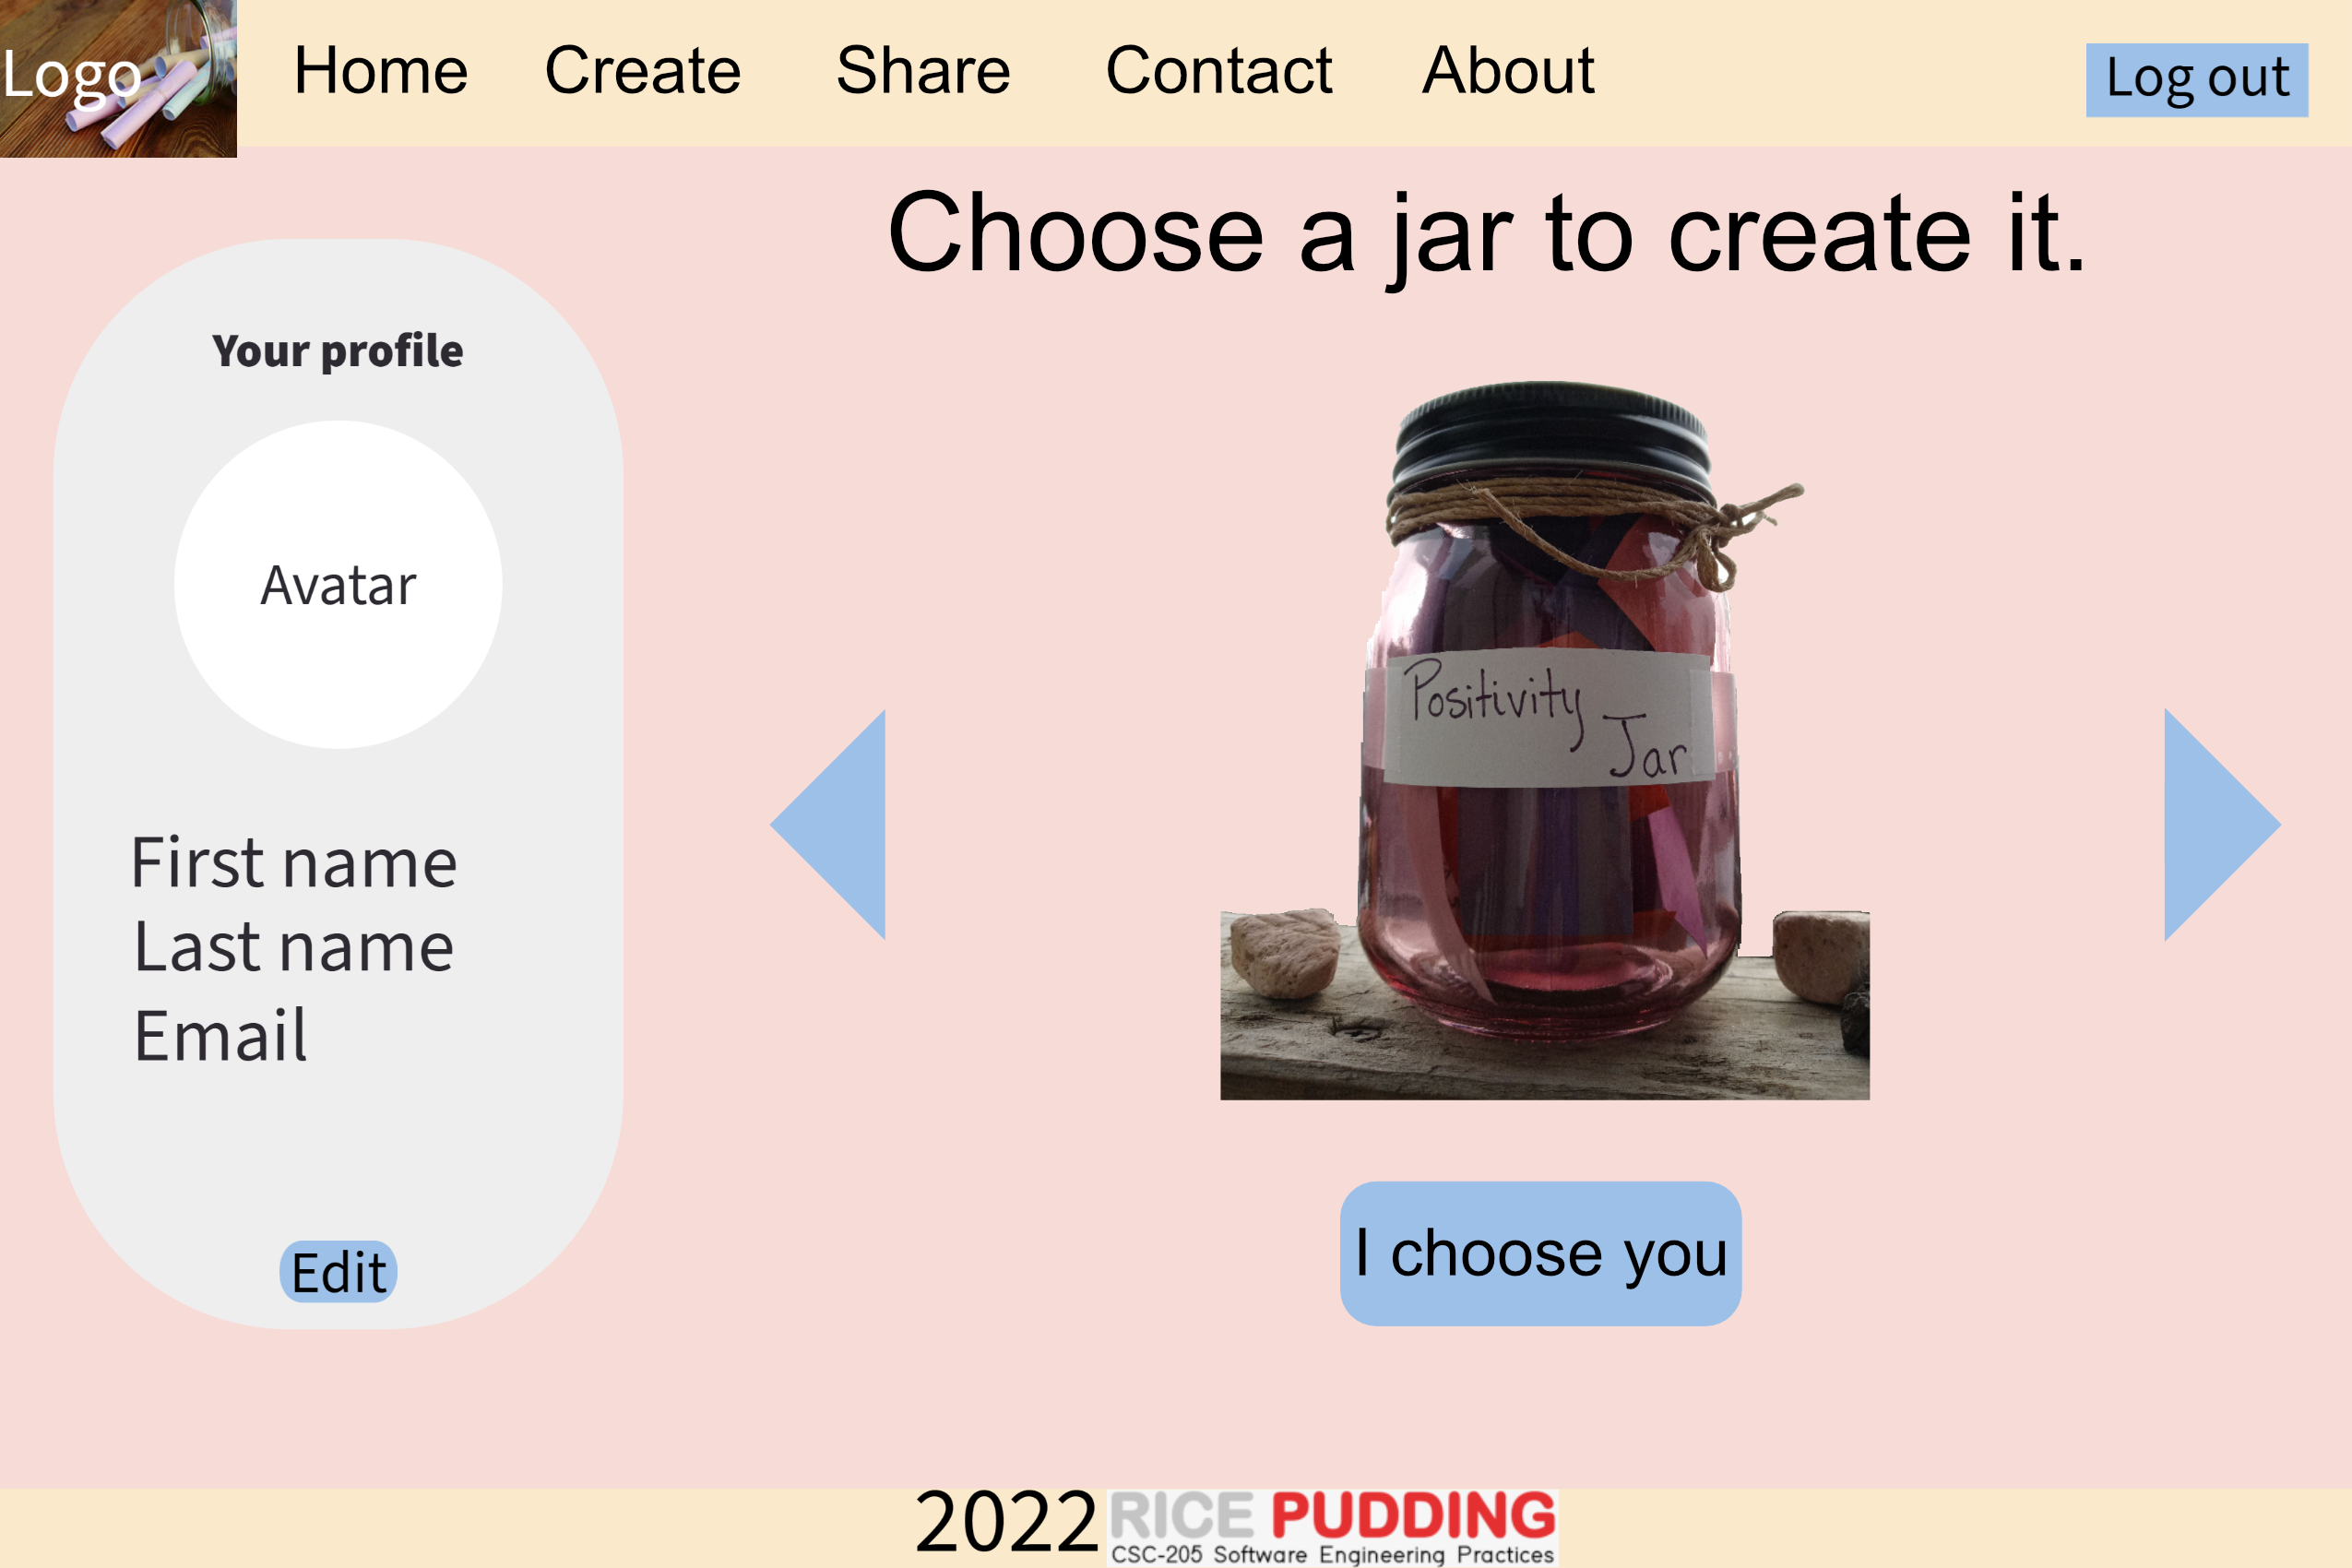 Logo
Home
Create
Share
Contact
About
Log out
Choose a jar to create it.
Your profile
Avatar
First name
Last name
Email
Edit
Positivity
Jar
I choose you
2022
RICE PUDDING
CSC-205 Software Engineering Practices